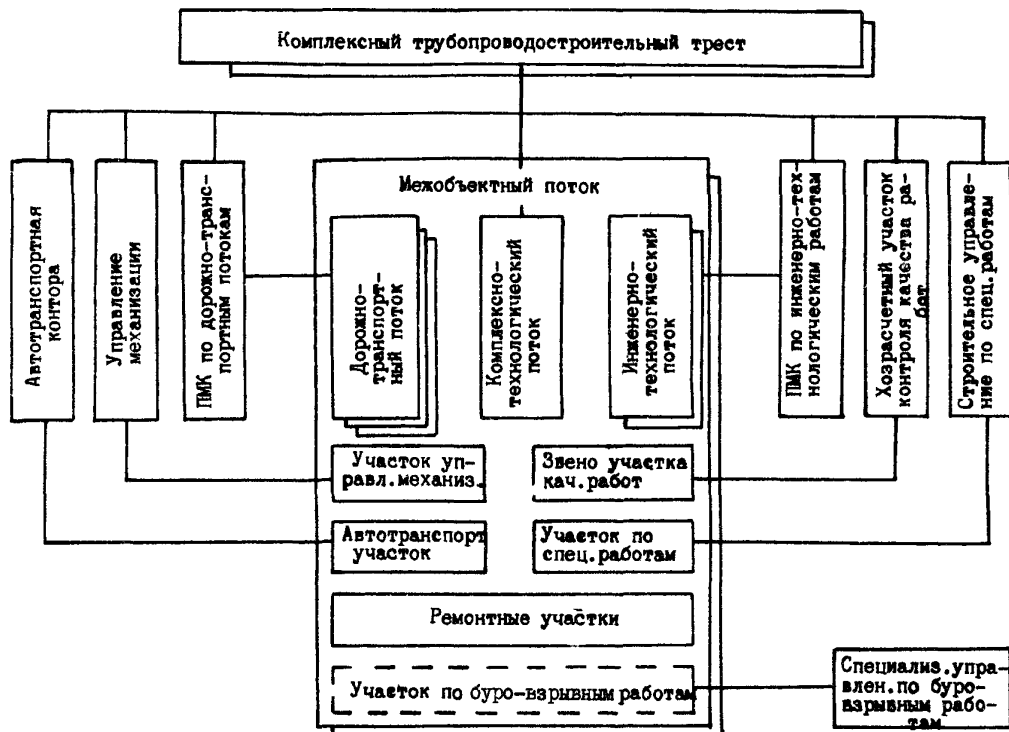 Комплексный трубопроводостроительный трест
Автотранспортная
контора
Управление
механизации
ПМК по дорожно-транс-
портным потокам
Межобъектный поток
Дорожно-
транспорт-
ный поток
Комплексно-
технологический
поток
Инженерно-
технологический
поток
ПМК по инженерно-тех-
нологическим работам
Хозрасчетный участок
контроля качества ра-
бот
Строительное управле-
ние по спец.работам
Участок уп-
равл.механиз.
Звено участка
кач.работ
Автотранспорт
участок
Участок по
спец.работам
Ремонтные участки
Участок по буро-взрывным работам
Специализ.управ-
влен.по буро-
взрывным рабо-
там